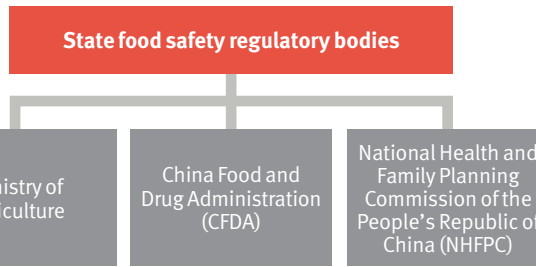 State food safety regulatory bodies
istry of
iculture
China Food and
Drug Administration
(CFDA)
National Health and
Family Planning
Commission of the
People's Republic of
China (NHFPC)